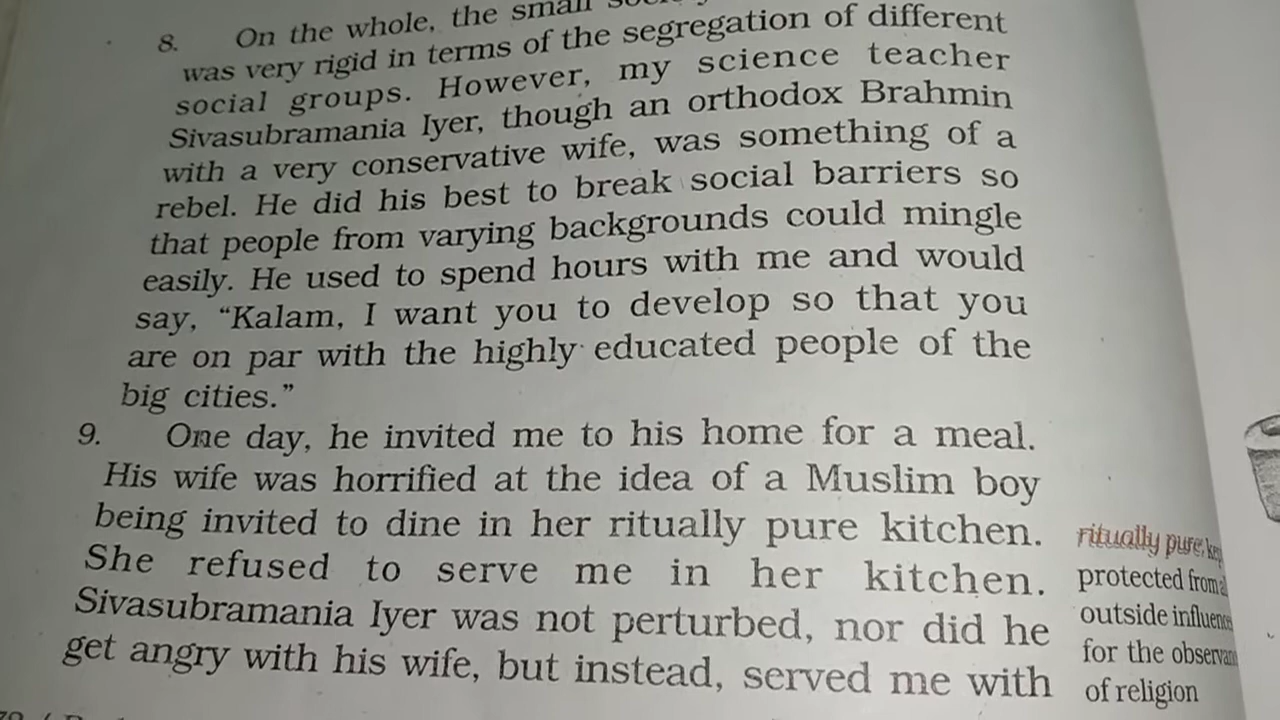 8. On the whole, the small
was very rigid in terms of the segregation of different
social groups. However, my science teacher
Sivasubramania Iyer, though an orthodox Brahmin
with a very conservative wife, was something of a
rebel. He did his best to break social barriers so
that people from varying backgrounds could mingle
easily. He used to spend hours with me and would
say, “Kalam, I want you to develop so that you
are on par with the highly educated people of the
big cities.”
9. One day, he invited me to his home for a meal.
His wife was horrified at the idea of a Muslim boy
being invited to dine in her ritually pure kitchen.
She refused to serve me in her kitchen.
Sivasubramania Iyer was not perturbed, nor did he
get angry with his wife, but instead, served me with
ritually pure,
protected from
outside
for the
of religion